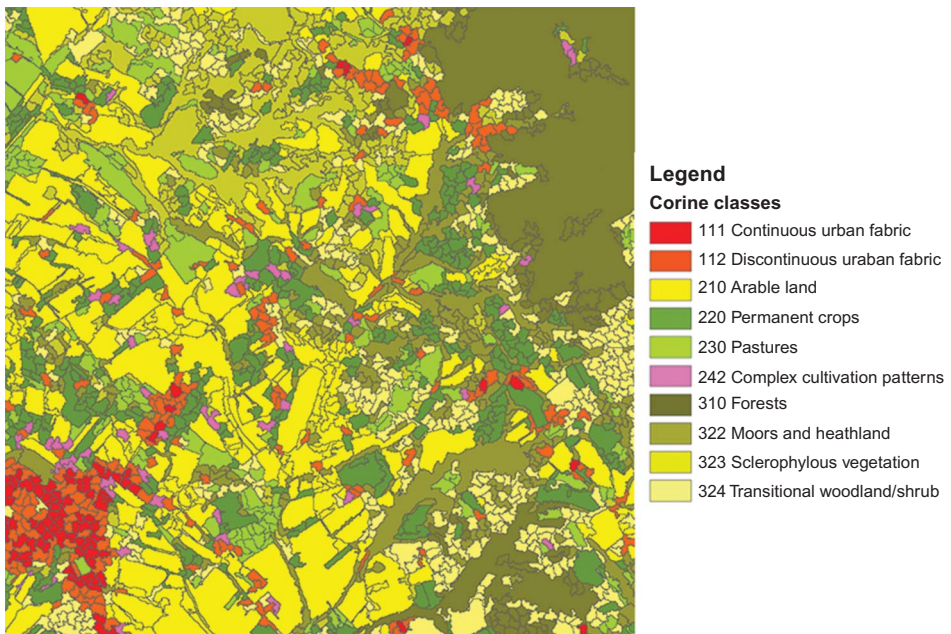 Legend
Corine classes
111 Continuous urban fabric
112 Discontinuous uraban fabric
210 Arable land
220 Permanent crops
230 Pastures
242 Complex cultivation patterns
310 Forests
322 Moors and heathland
323 Sclerophylous vegetation
324 Transitional woodland/shrub